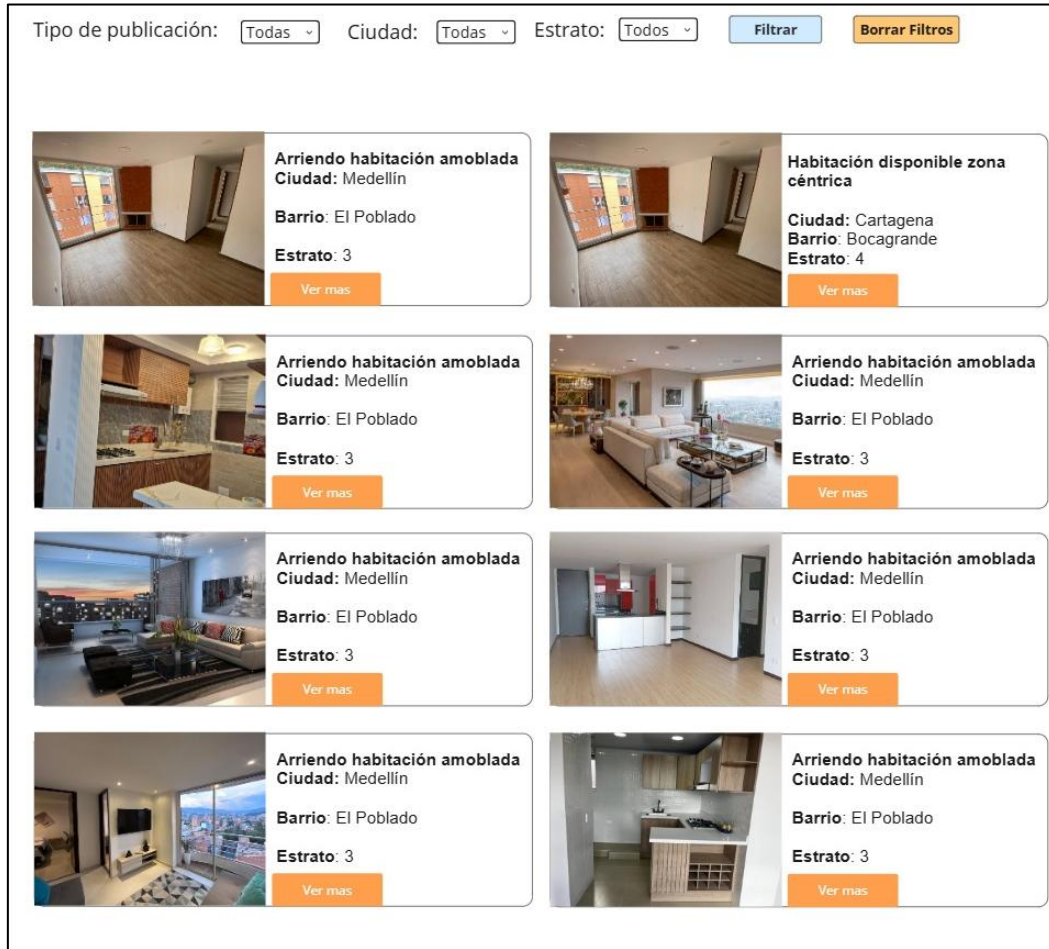 Tipo de publicación: Todas Ciudad: Todas Estrato: Todos Filtrar Borrar Filtros
Arriendo habitación amoblada
Ciudad: Medellín
Barrio: El Poblado
Estrato: 3
Ver mas
Habitación disponible zona
céntrica
Ciudad: Cartagena
Barrio: Bocagrande
Estrato: 4
Ver mas
Arriendo habitación amoblada
Ciudad: Medellín
Barrio: El Poblado
Estrato: 3
Ver mas
Arriendo habitación amoblada
Ciudad: Medellín
Barrio: El Poblado
Estrato: 3
Ver mas
Arriendo habitación amoblada
Ciudad: Medellín
Barrio: El Poblado
Estrato: 3
Ver mas
Arriendo habitación amoblada
Ciudad: Medellín
Barrio: El Poblado
Estrato: 3
Ver mas
Arriendo habitación amoblada
Ciudad: Medellín
Barrio: El Poblado
Estrato: 3
Ver mas
Arriendo habitación amoblada
Ciudad: Medellín
Barrio: El Poblado
Estrato: 3
Ver mas